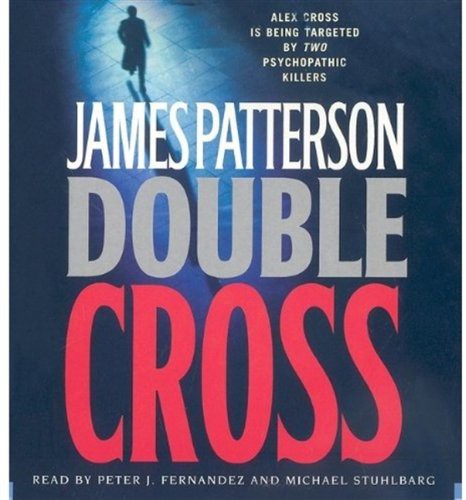 ALEX CROSS
IS BEING TARGETED
BY TWO
PSYCHOPATHIC
KILLERS
JAMES PATTERSON
DOUBLE
CROSS
READ BY PETER J. FERNANDEZ AND MICHAEL STUHLBARG